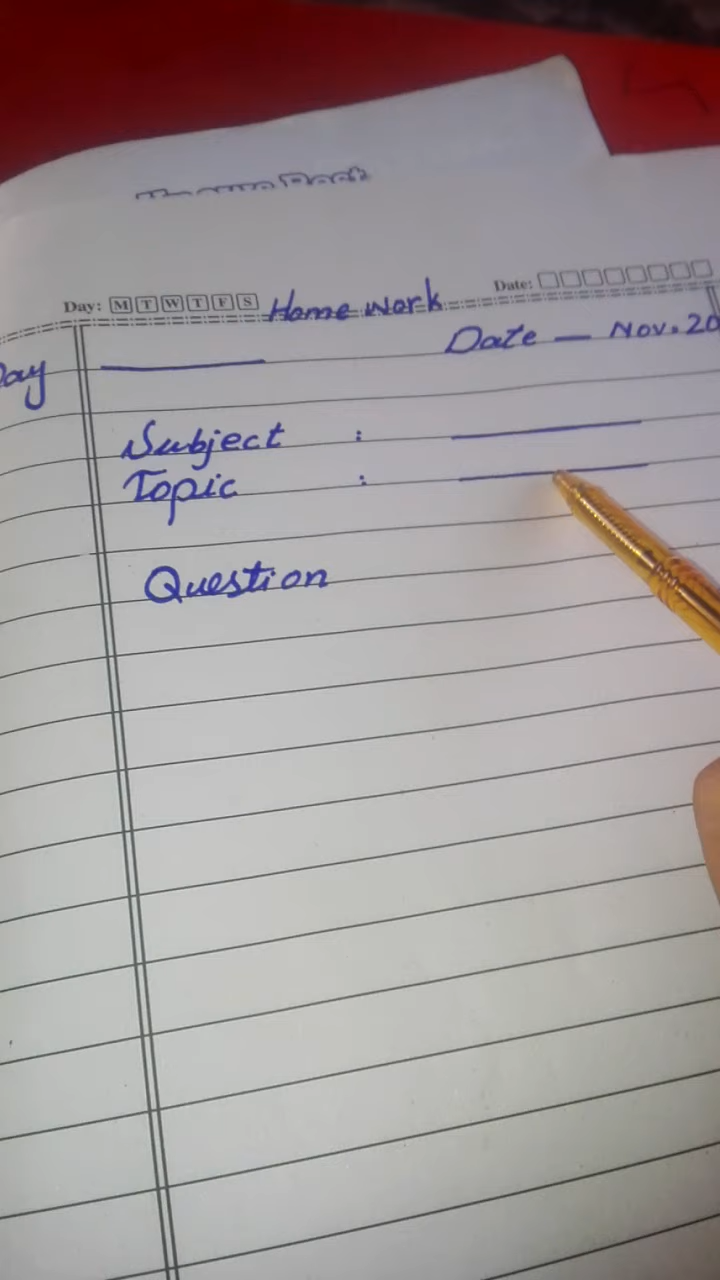 Day: M T W T F S Home work Date:
Day Date — Nov. 20
Subject :
Topic :
Question